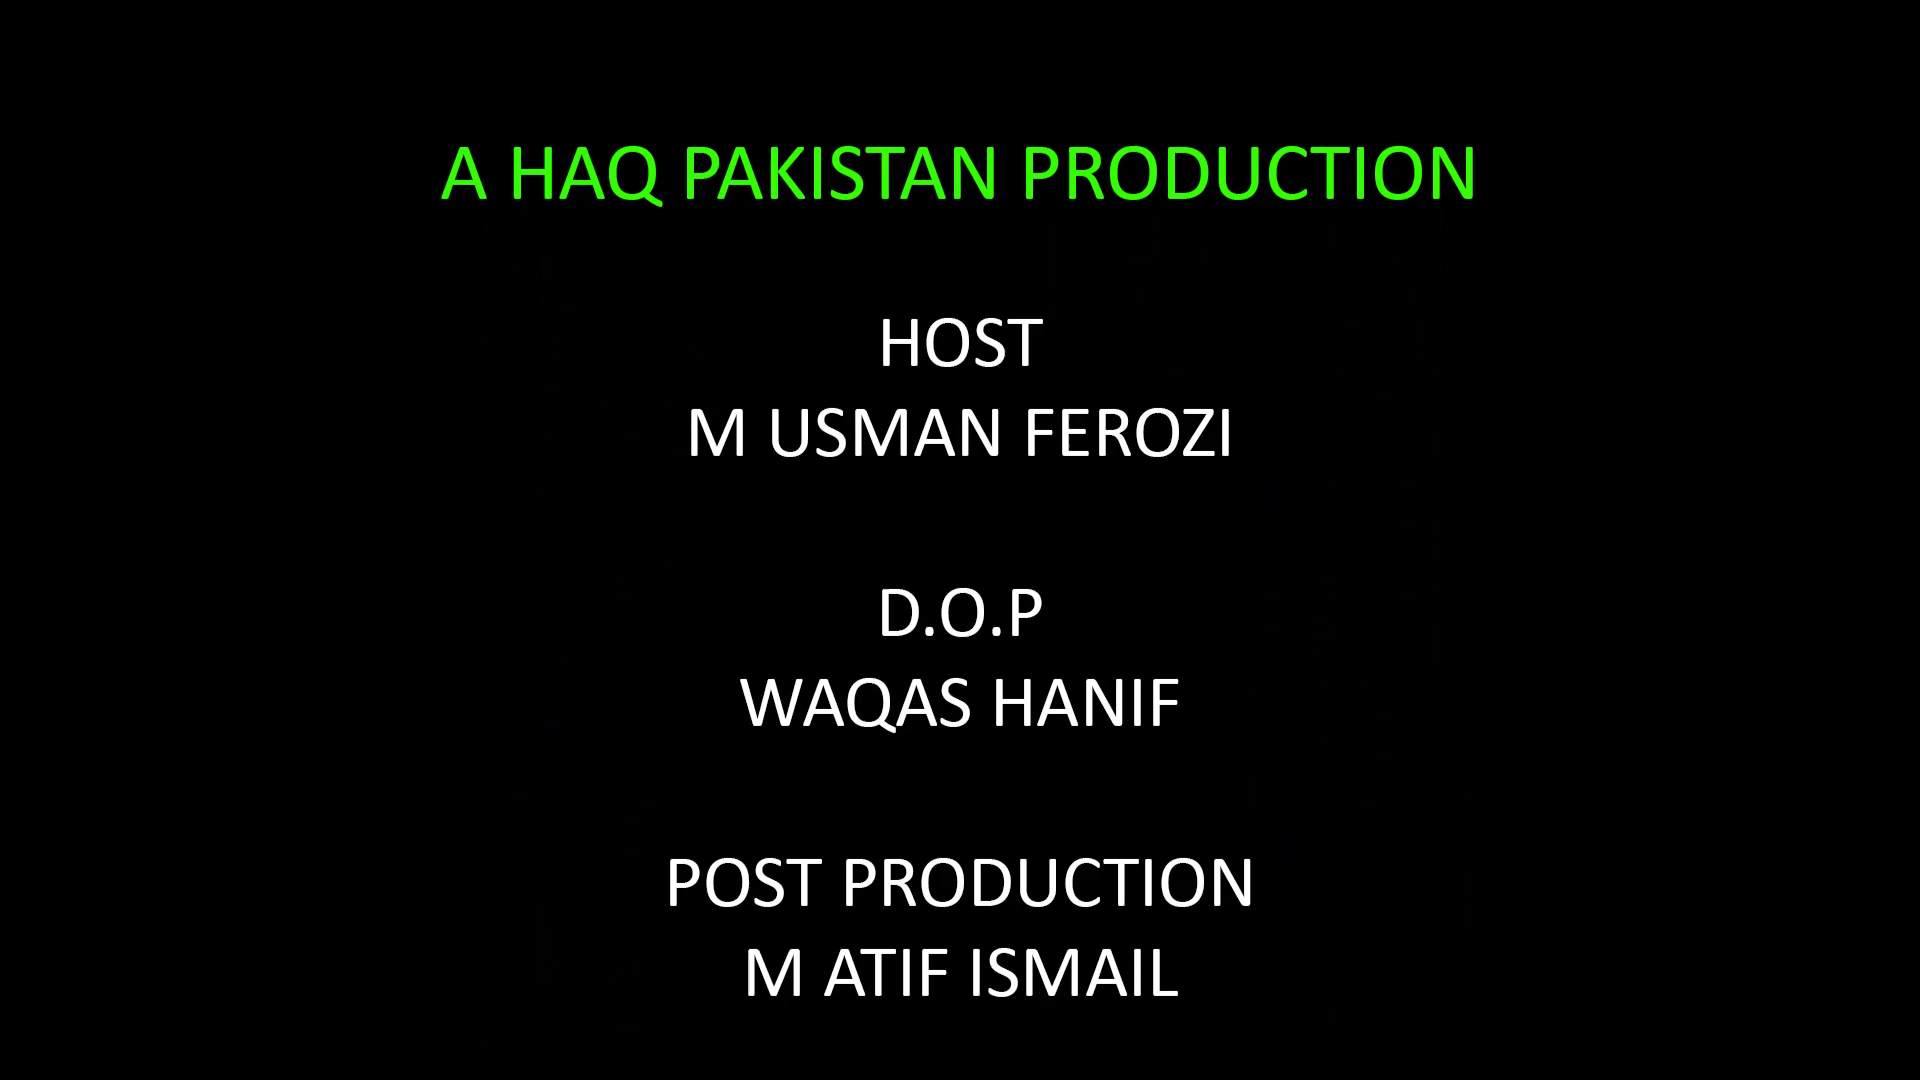 A HAQ PAKISTAN PRODUCTION
HOST
M USMAN FEROZI
D.O.P
WAQAS HANIF
POST PRODUCTION
M ATIF ISMAIL